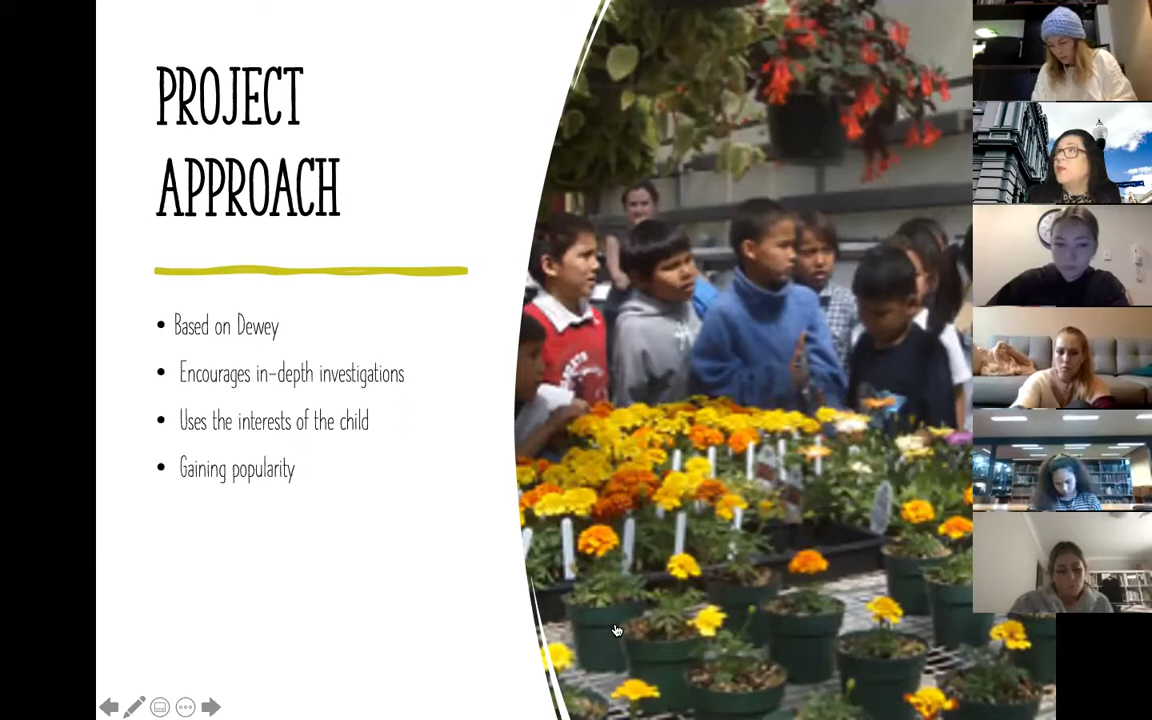 PROJECT
APPROACH
• Based on Dewey
• Encourages in-depth investigations
• Uses the interests of the child
• Gaining popularity